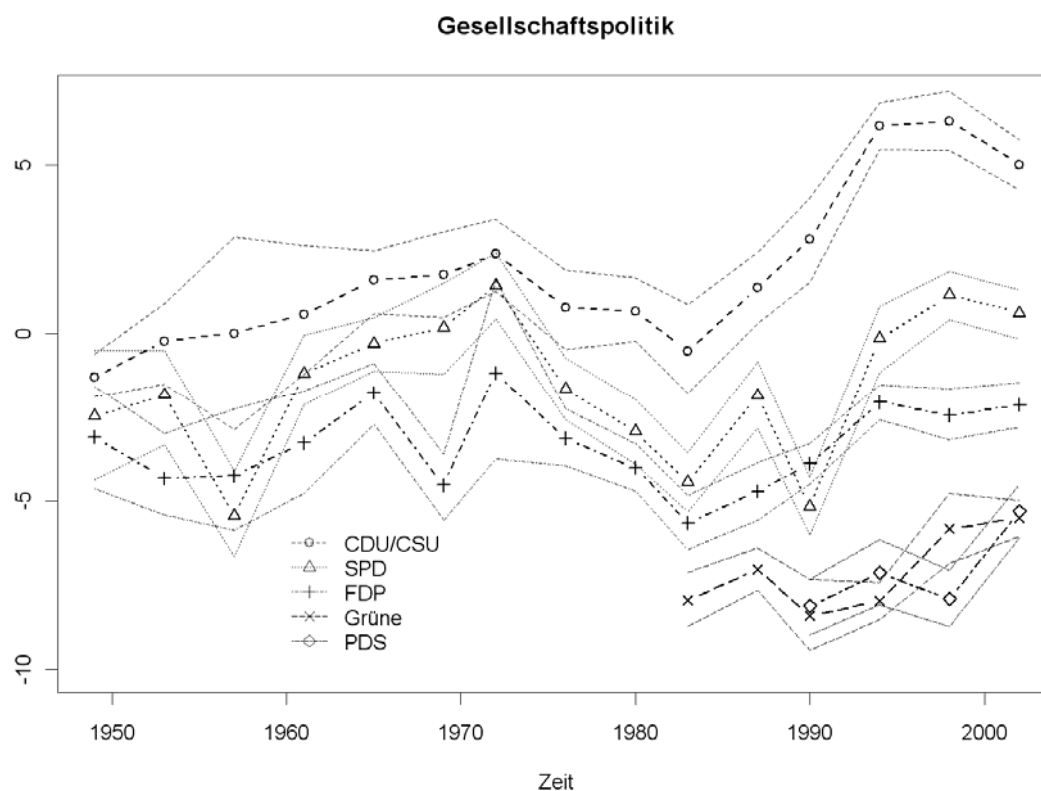 Gesellschaftspolitik
5
0
-5
-10
CDU/CSU
SPD
FDP
Grüne
PDS
1950 1960 1970 1980 1990 2000
Zeit